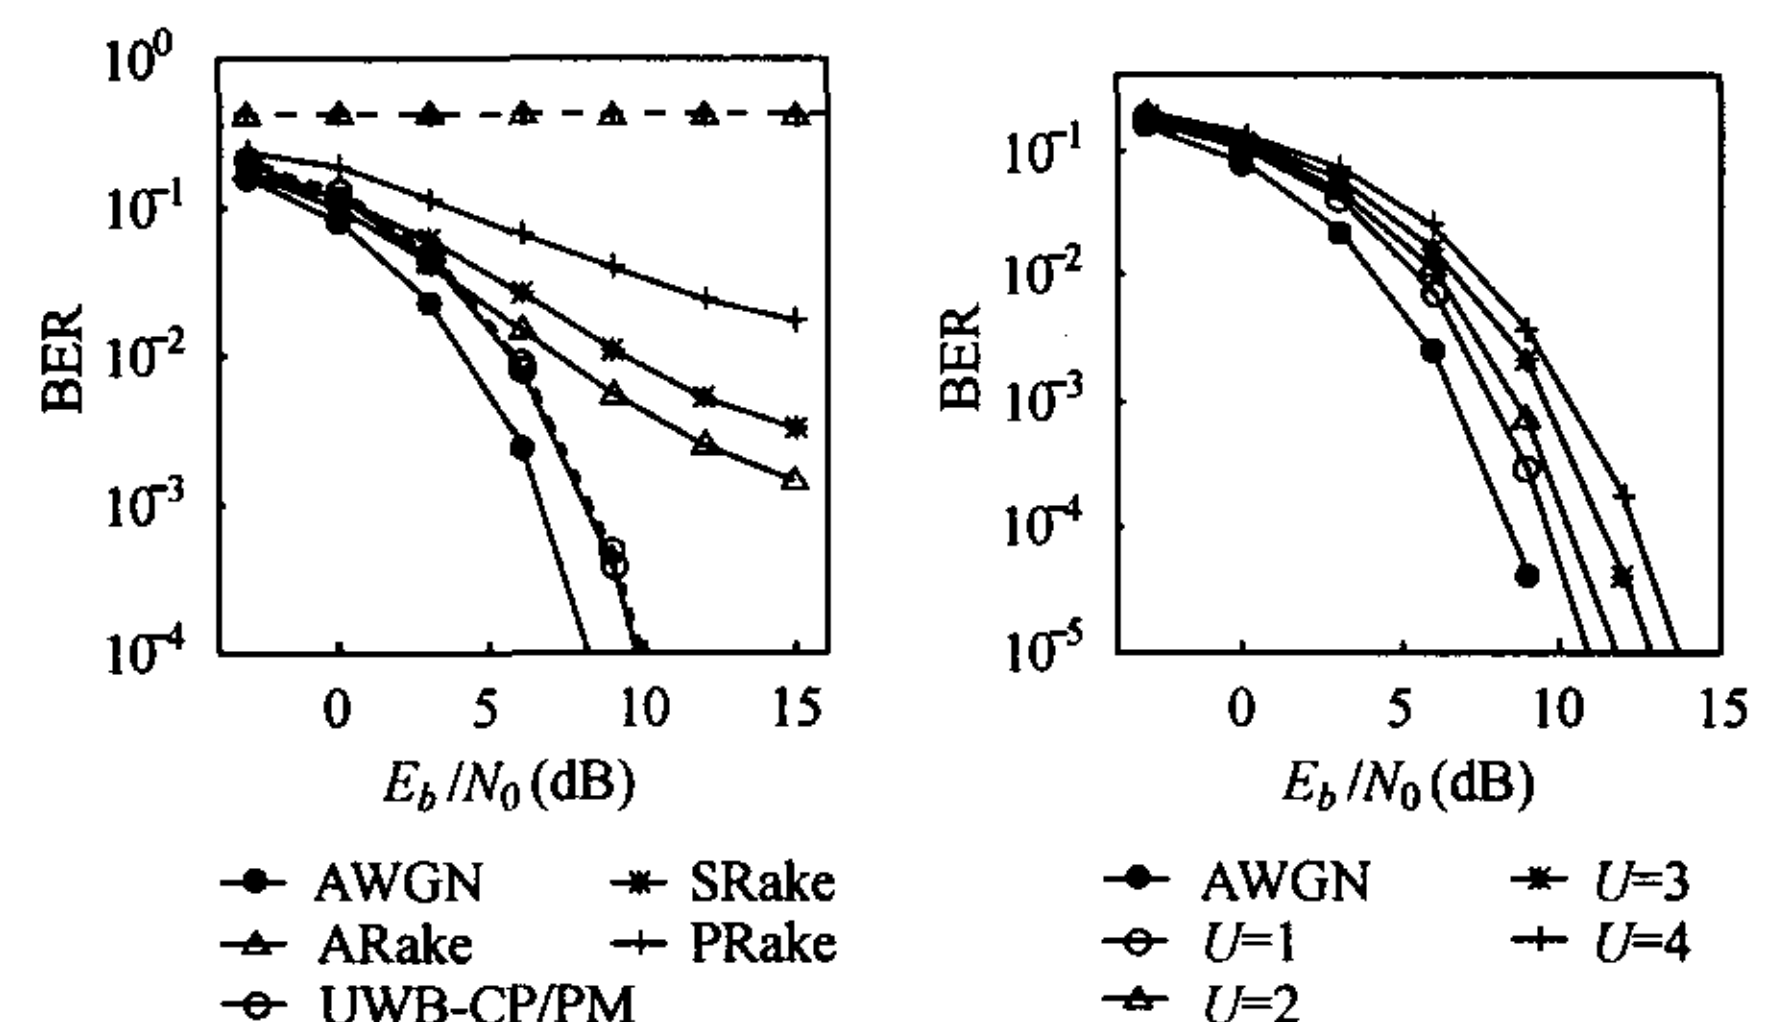 10⁰
10⁻¹
10⁻²
10⁻³
10⁻⁴
BER
0 5 10 15
E_b/N_0(dB)
AWGN SRake
ARake PRake
UWB-CP/PM
10⁻¹
10⁻²
10⁻³
10⁻⁴
10⁻⁵
BER
0 5 10 15
E_b/N_0(dB)
AWGN U=3
U=1 U=4
U=2